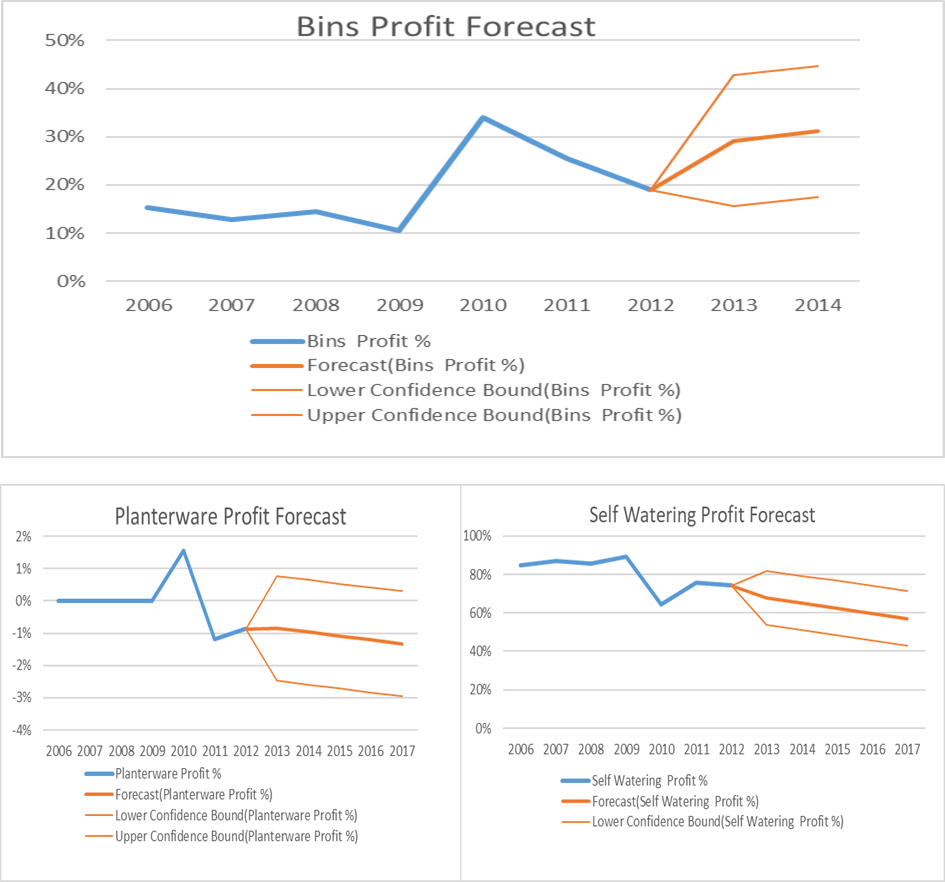 Bins Profit Forecast
50%
40%
30%
20%
10%
0%
2006 2007 2008 2009 2010 2011 2012 2013 2014
Bins Profit %
Forecast(Bins Profit %)
Lower Confidence Bound(Bins Profit %)
Upper Confidence Bound(Bins Profit %)
Planterware Profit Forecast
2%
1%
0%
-1%
-2%
-3%
-4%
2006 2007 2008 2009 2010 2011 2012 2013 2014 2015 2016 2017
Planterware Profit %
Forecast(Planterware Profit %)
Lower Confidence Bound(Planterware Profit %)
Upper Confidence Bound(Planterware Profit %)
Self Watering Profit Forecast
100%
80%
60%
40%
20%
0%
2006 2007 2008 2009 2010 2011 2012 2013 2014 2015 2016 2017
Self Watering Profit %
Forecast(Self Watering Profit %)
Lower Confidence Bound(Self Watering Profit %)